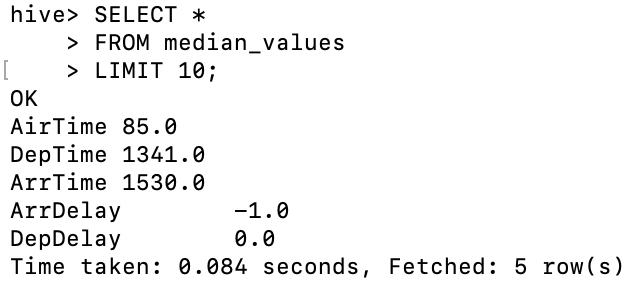 hive> SELECT *
    > FROM median_values
[    > LIMIT 10;
OK
AirTime 85.0
DepTime 1341.0
ArrTime 1530.0
ArrDelay        -1.0
DepDelay        0.0
Time taken: 0.084 seconds, Fetched: 5 row(s)